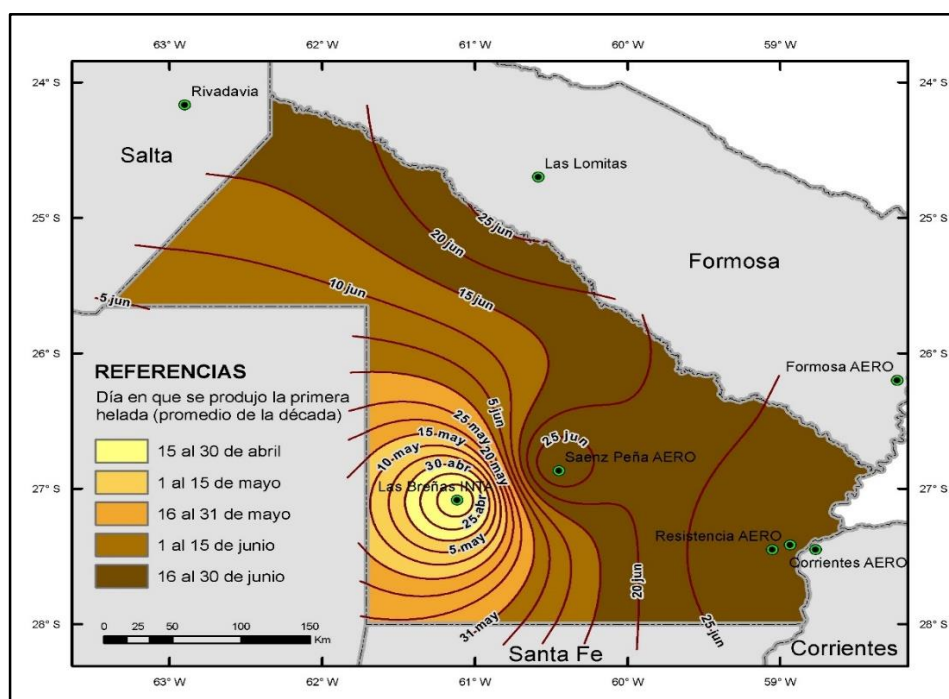 63° W
62° W
61° W
60° W
59° W
24° S
24° S
Rivadavia
Salta
Las Lomitas
25° S
25° S
25 jun
20 jun
Formosa
10 jun
15 jun
5 jun
26° S
26° S
REFERENCIAS
Día en que se produjo la primera
helada (promedio de la década)
15 al 30 de abril
1 al 15 de mayo
16 al 31 de mayo
1 al 15 de junio
16 al 30 de junio
0 25 50 100 150
Km
Formosa AERO
5 jun
25-may
15-may
20-may
10-may
30-abr
25 jun
Saenz Peña AERO
27° S
27° S
Las Breñas INTA
25-abr
5-may
Resistencia AERO
Corrientes AERO
20 jun
25-jun
28° S
28° S
31-may
Santa Fe
Corrientes
63° W
62° W
61° W
60° W
59° W